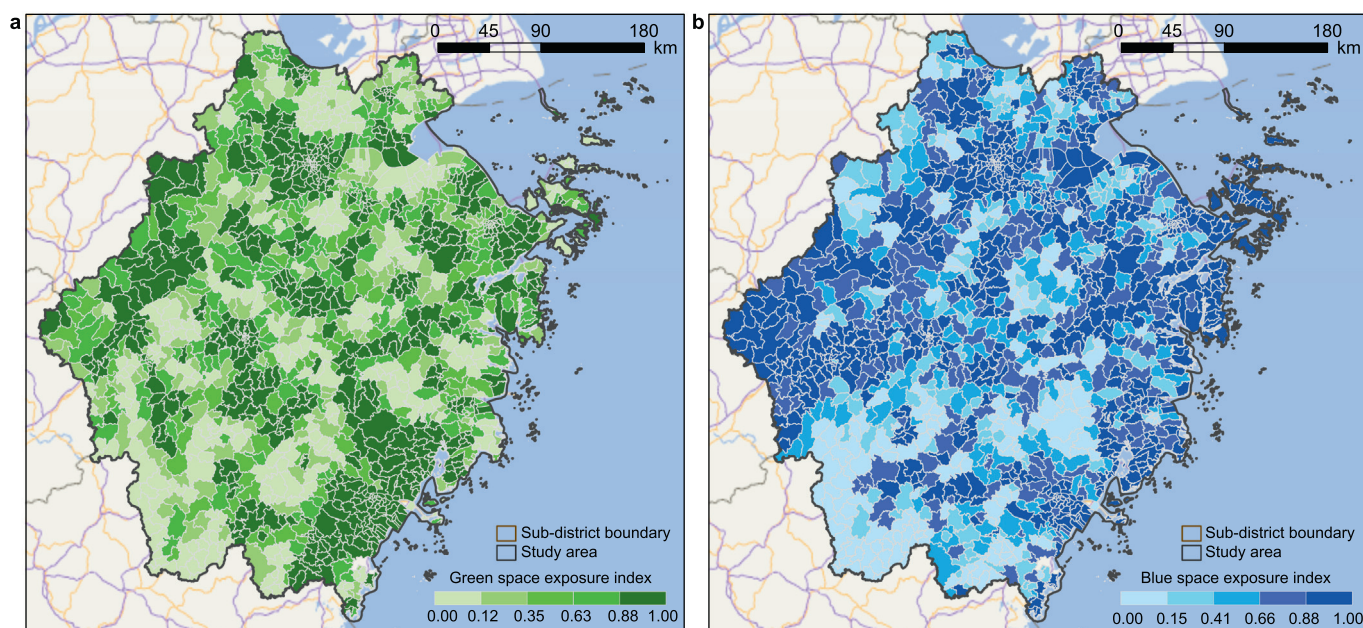 a
0 45 90 180
km
Sub-district boundary
Study area
Green space exposure index
0.00 0.12 0.35 0.63 0.88 1.00
b
0 45 90 180
km
Sub-district boundary
Study area
Blue space exposure index
0.00 0.15 0.41 0.66 0.88 1.00